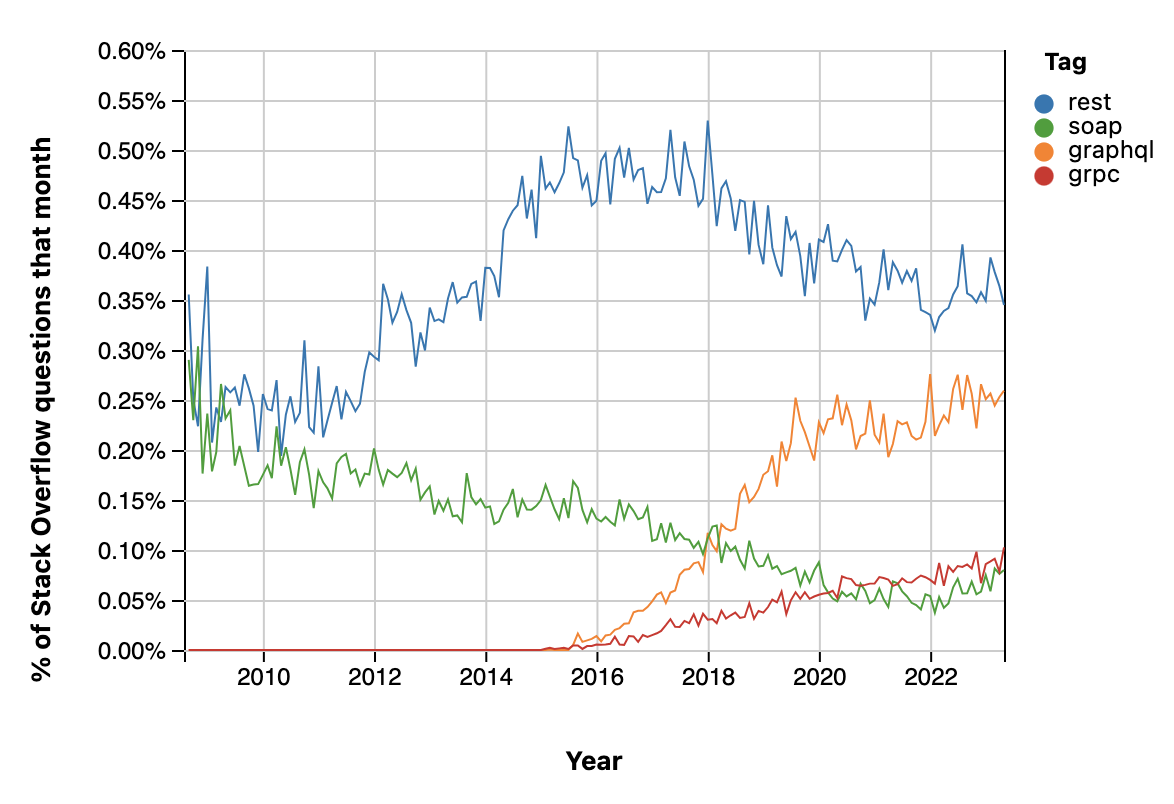 % of Stack Overflow questions that month
0.60%
0.55%
0.50%
0.45%
0.40%
0.35%
0.30%
0.25%
0.20%
0.15%
0.10%
0.05%
0.00%
2010 2012 2014 2016 2018 2020 2022
Year
Tag
rest
soap
graphql
grpc